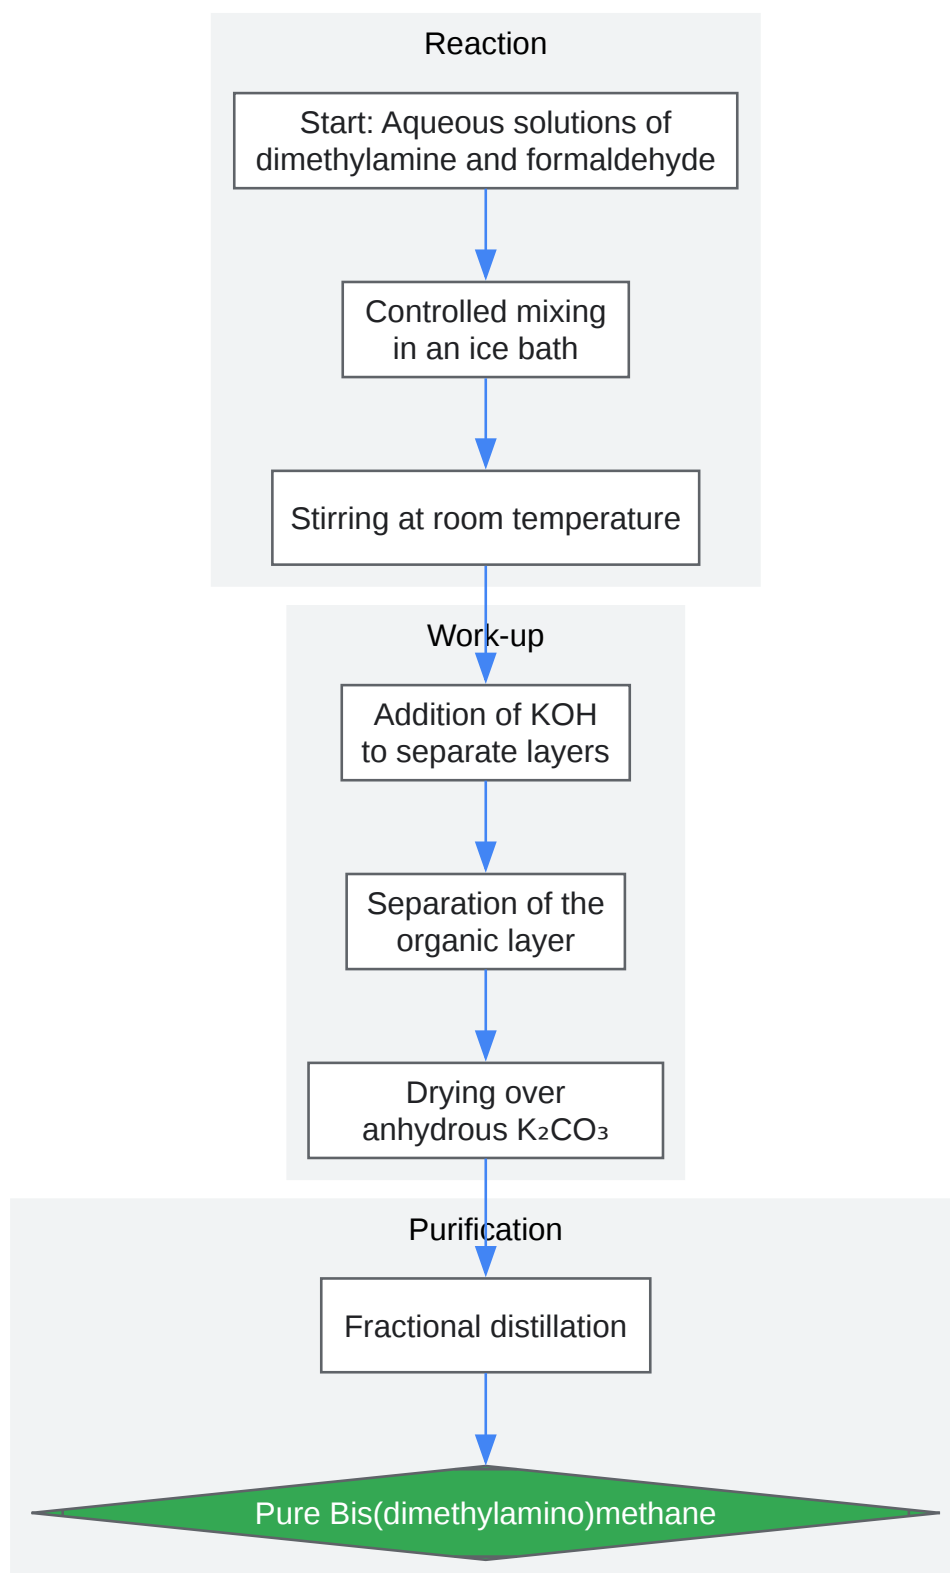 Reaction
Start: Aqueous solutions of
dimethylamine and formaldehyde
Controlled mixing
in an ice bath
Stirring at room temperature
Work-up
Addition of KOH
to separate layers
Separation of the
organic layer
Drying over
anhydrous K₂CO₃
Purification
Fractional distillation
Pure Bis(dimethylamino)methane